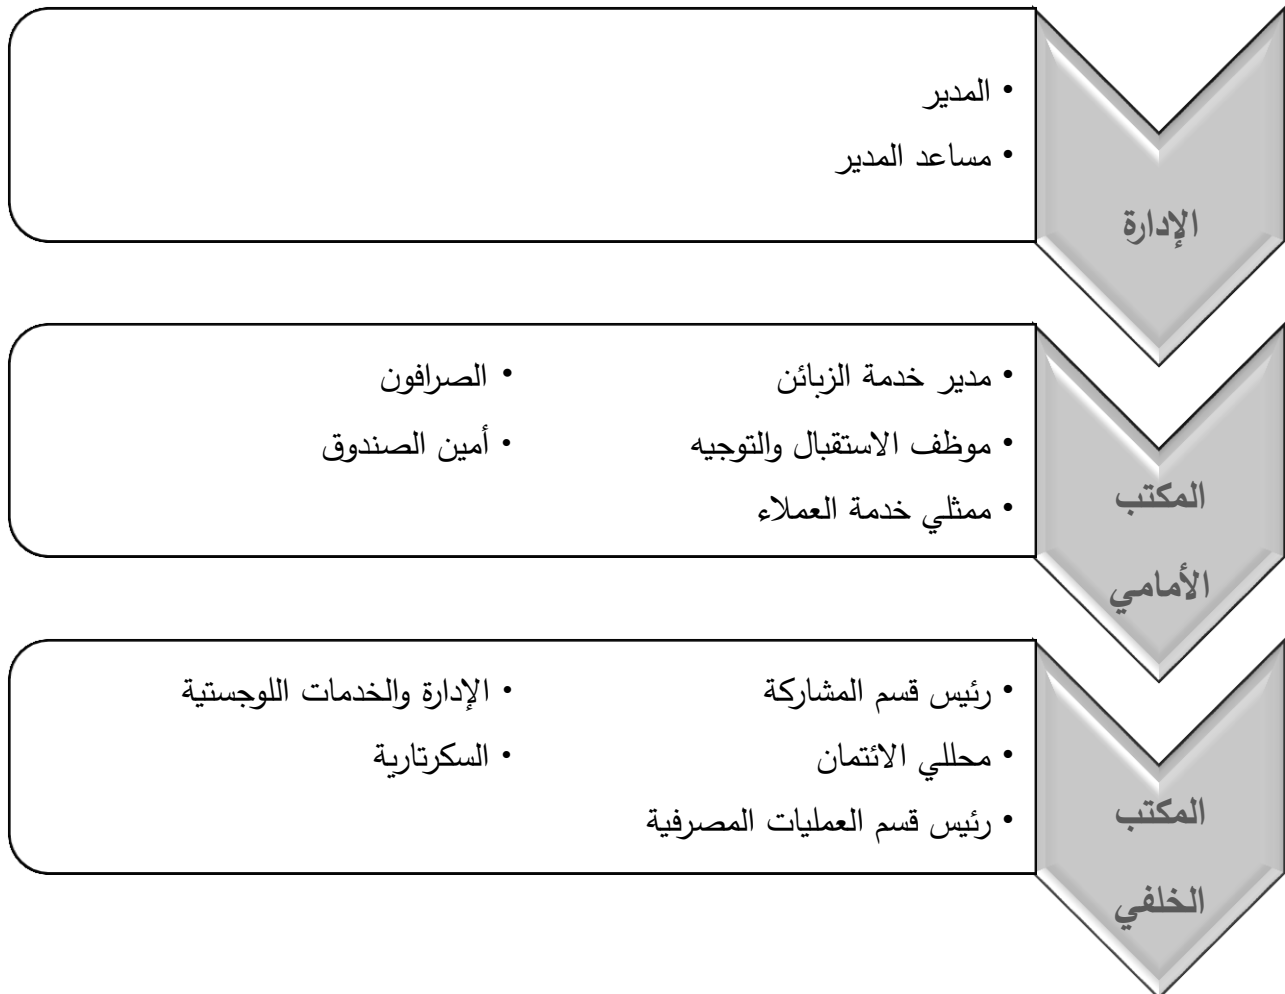 الإدارة
• المدير
• مساعد المدير
المكتب
الأمامي
• مدير خدمة الزبائن
• موظف الاستقبال والتوجيه
• ممثلي خدمة العملاء
• الصرافون
• أمين الصندوق
المكتب
الخلفي
• رئيس قسم المشاركة
• محللي الائتمان
• رئيس قسم العمليات المصرفية
• الإدارة والخدمات اللوجستية
• السكرتارية